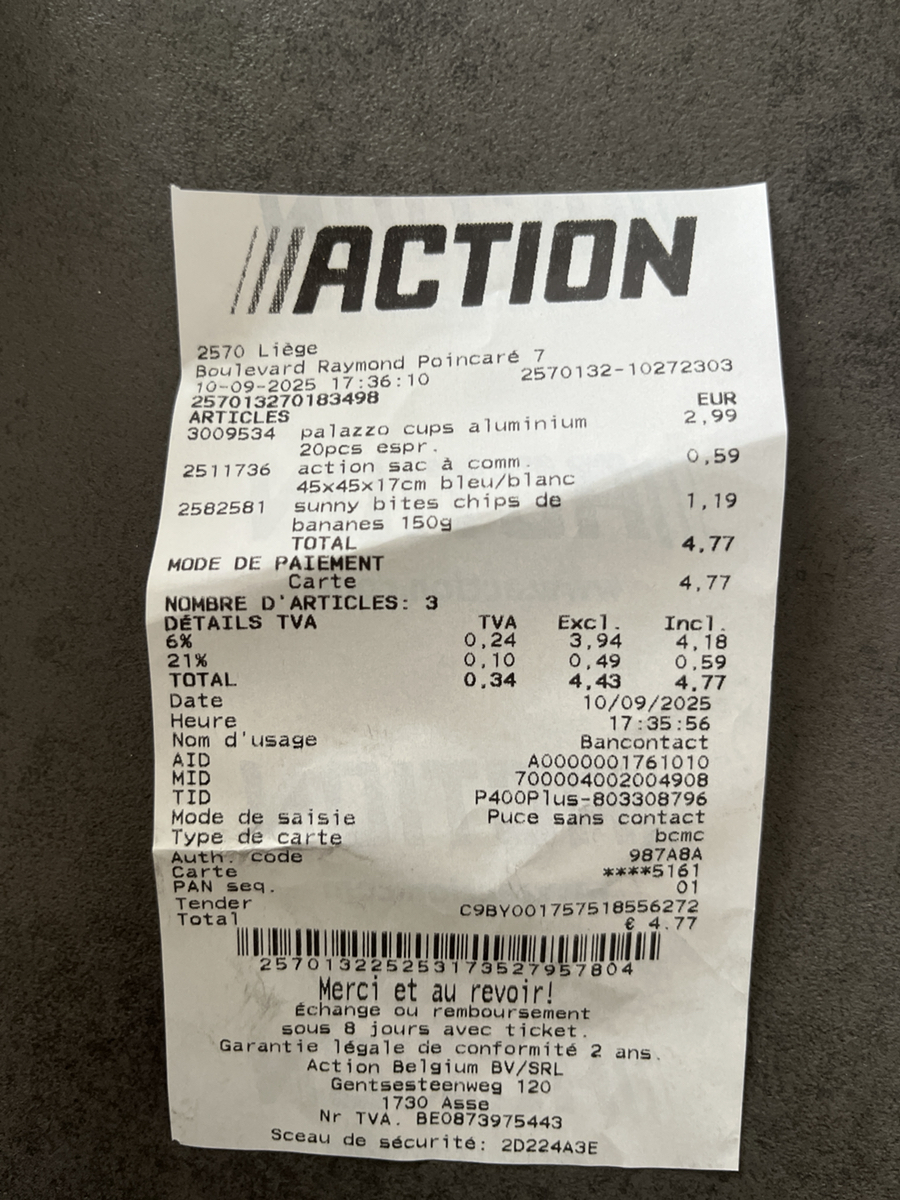 ACTION
2570 Liège
Boulevard Raymond Poincaré 7
10-09-2025 17:36:10 2570132-10272303
257013270183498 EUR
ARTICLES
3009534 palazzo cups aluminium 2,99
20pcs espr.
2511736 action sac à comm. 0,59
45x45x17cm bleu/blanc
2582581 sunny bites chips de 1,19
bananes 150g
TOTAL 4,77
MODE DE PAIEMENT
Carte 4,77
NOMBRE D'ARTICLES: 3
DÉTAILS TVA TVA Excl. Incl.
6% 0,24 3,94 4,18
21% 0,10 0,49 0,59
TOTAL 0,34 4,43 4,77
Date 10/09/2025
Heure 17:35:56
Nom d'usage Bancontact
AID A0000001761010
MID 700004002004908
TID P400Plus-803308796
Mode de saisie Puce sans contact
Type de carte bcmc
Auth. code 987A8A
Carte ****5161
PAN seq. 01
Tender C9BY001757518556272
Total € 4.77
257013225253173527957804
Merci et au revoir!
Échange ou remboursement
sous 8 jours avec ticket.
Garantie légale de conformité 2 ans.
Action Belgium BV/SRL
Gentsesteenweg 120
1730 Asse
Nr TVA. BE0873975443
Sceau de sécurité: 2D224A3E